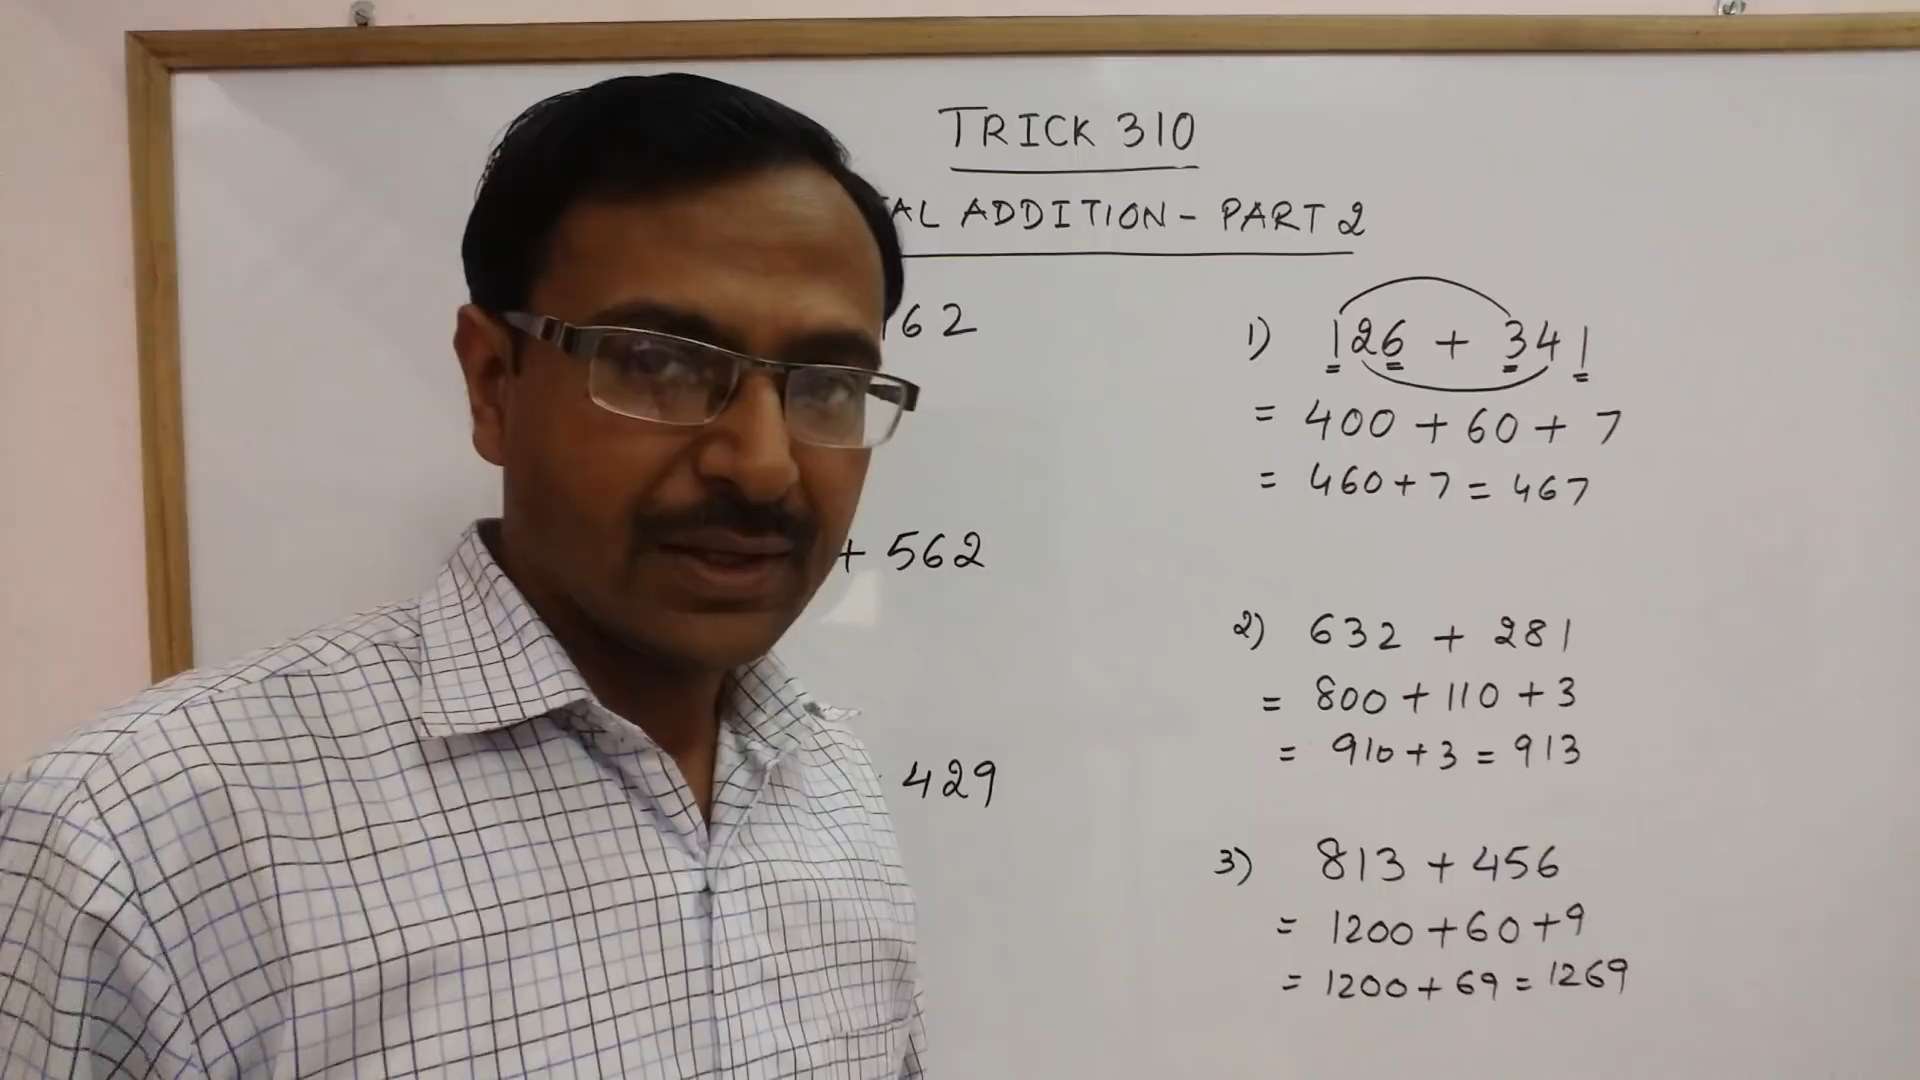 TRICK 310
AL ADDITION - PART 2
162
+ 562
429
1) 126 + 341
= 400 + 60 + 7
= 460 + 7 = 467
2) 632 + 281
= 800 + 110 + 3
= 910 + 3 = 913
3) 813 + 456
= 1200 + 60 + 9
= 1200 + 69 = 1269